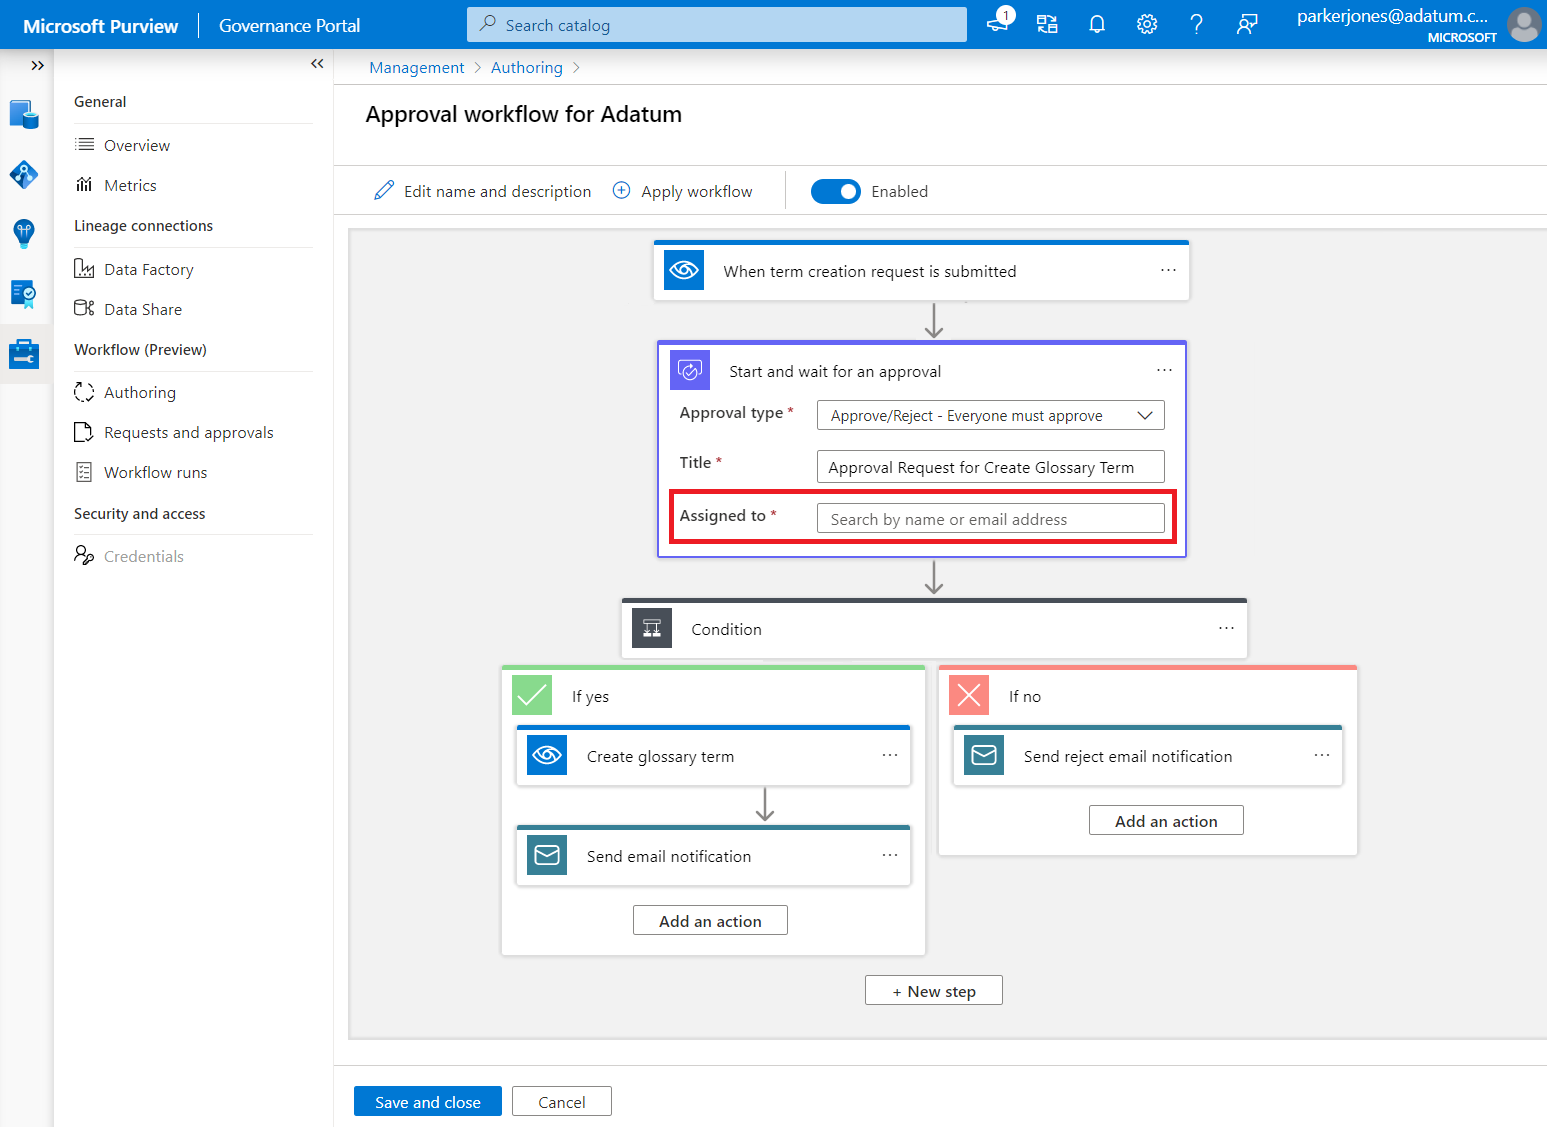 Microsoft Purview
Governance Portal
Search catalog
1
?
parkerjones@adatum.c...
MICROSOFT
General
Overview
Metrics
Lineage connections
Data Factory
Data Share
Workflow (Preview)
Authoring
Requests and approvals
Workflow runs
Security and access
Credentials
Management > Authoring >
Approval workflow for Adatum
Edit name and description
Apply workflow
Enabled
When term creation request is submitted
...
Start and wait for an approval
...
Approval type *
Approve/Reject - Everyone must approve
Title *
Approval Request for Create Glossary Term
Assigned to *
Search by name or email address
Condition
...
If yes
Create glossary term
...
Send email notification
...
Add an action
If no
Send reject email notification
...
Add an action
+ New step
Save and close
Cancel